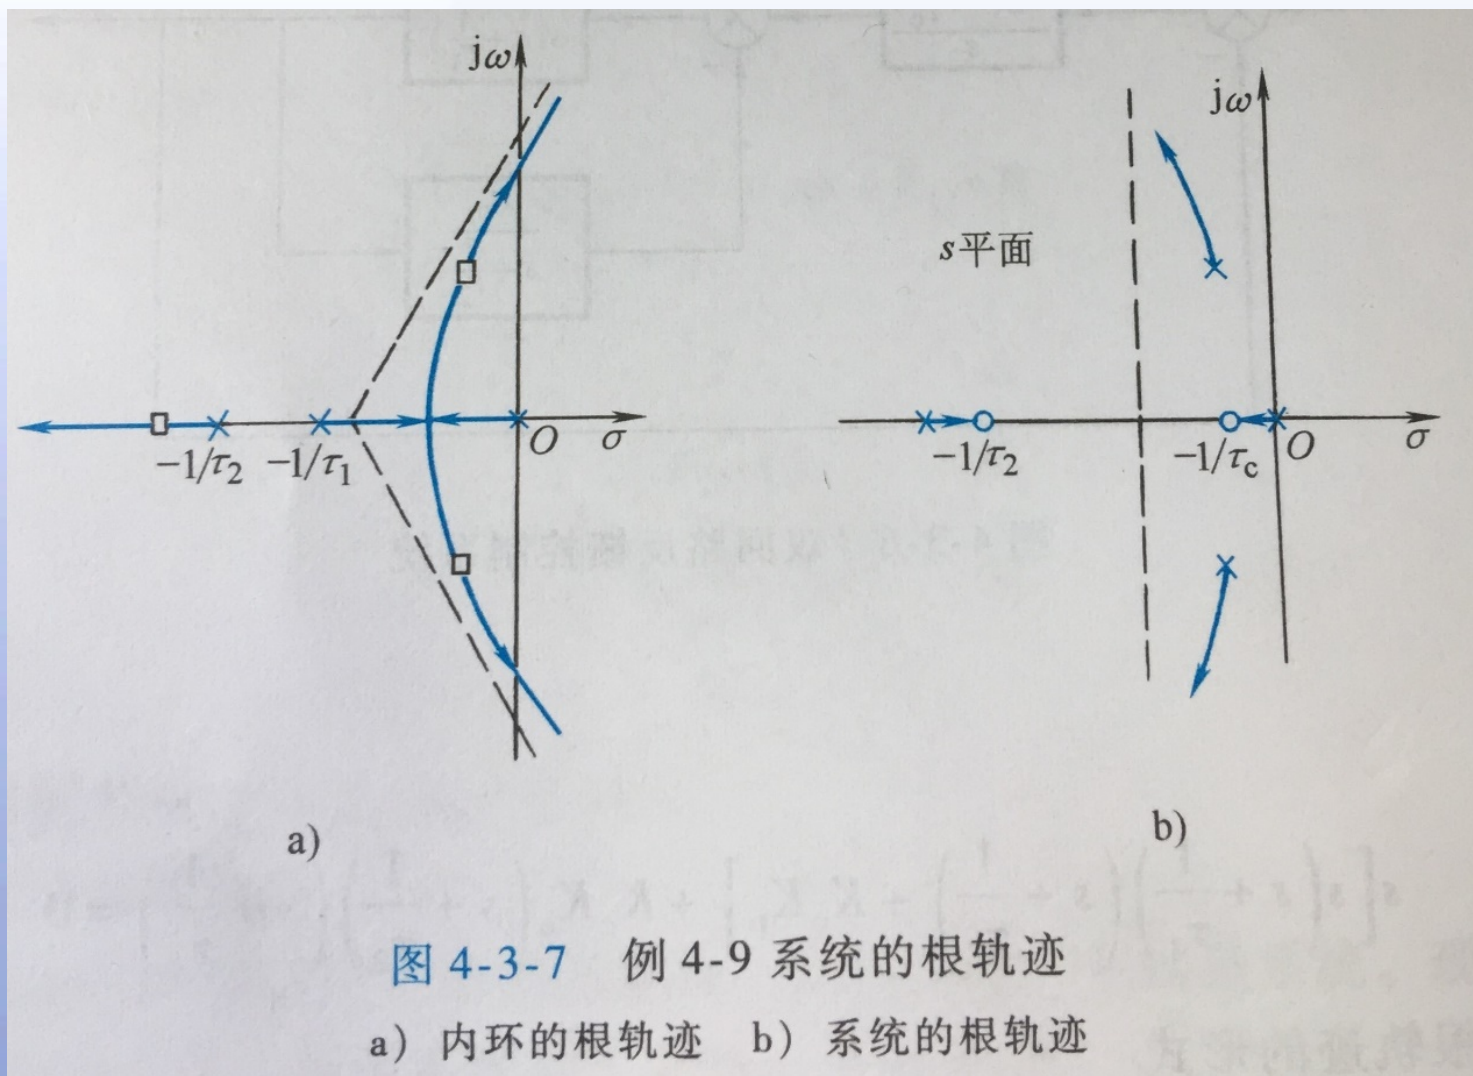 jω
jω
s平面
-1/τ₂
-1/τ₁
O
σ
-1/τ₂
-1/τc
O
σ
a)
b)
图 4-3-7 例 4-9 系统的根轨迹
a) 内环的根轨迹 b) 系统的根轨迹